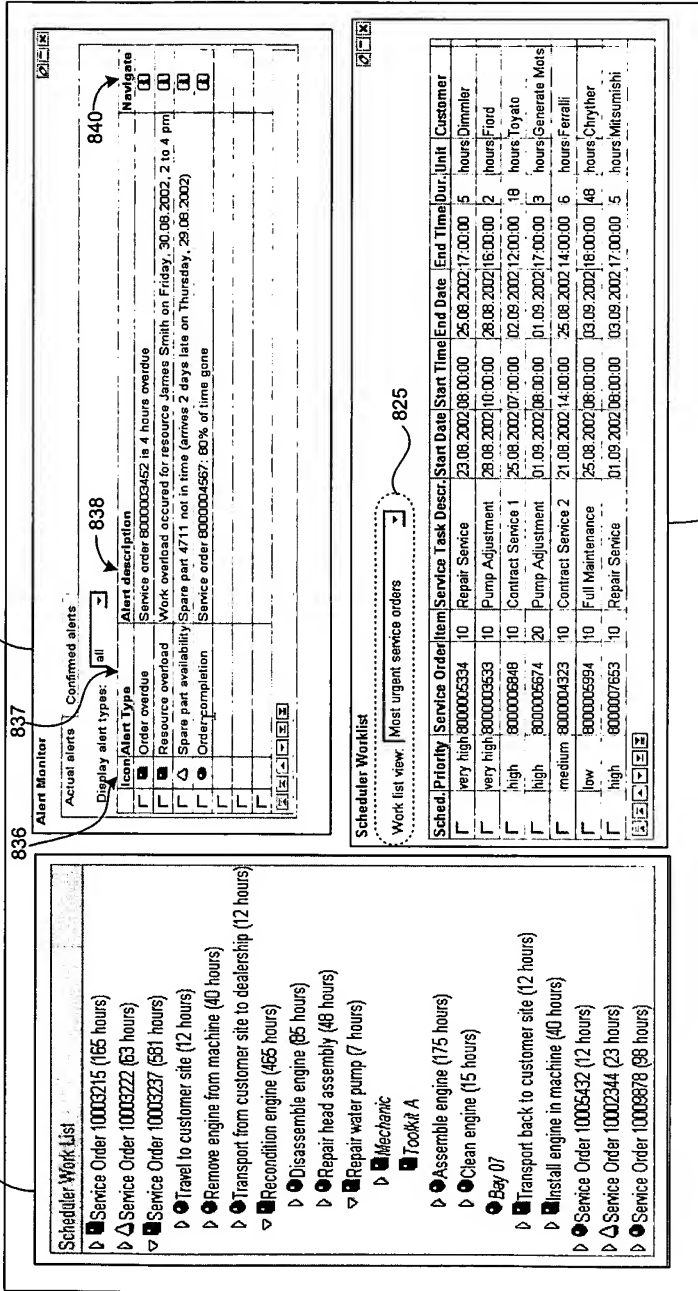 Scheduler Work List
Service Order 10003215 (165 hours)
Service Order 10003222 (63 hours)
Service Order 10003237 (581 hours)
Travel to customer site (12 hours)
Remove engine from machine (40 hours)
Transport from customer site to dealership (12 hours)
Recondition engine (465 hours)
Disassemble engine (85 hours)
Repair head assembly (48 hours)
Repair water pump (7 hours)
Mechanic
Toolkit A
Assemble engine (175 hours)
Clean engine (15 hours)
Bay 07
Transport back to customer site (12 hours)
Install engine in machine (40 hours)
Service Order 10005432 (12 hours)
Service Order 10002344 (23 hours)
Service Order 10009878 (98 hours)
836
837
838
840
Alert Monitor
Actual alerts Confirmed alerts
Display alert types: all
Icon Alert Type Alert description Navigate
Order overdue Service order 8000003452 is 4 hours overdue
Resource overload Work overload occured for resource James Smith on Friday, 30.08.2002, 2 to 4 pm
Spare part availability Spare part 4711 not in time (arrives 2 days late on Thursday, 29.08.2002)
Order completion Service order 8000004567: 80% of time gone
Scheduler Worklist
Work list view: Most urgent service orders
825
Sched. Priority Service Order Item Service Task Descr. Start Date Start Time End Date End Time Dur. Unit Customer
very high 8000005334 10 Repair Service 23.08.2002 08:00:00 25.08.2002 17:00:00 5 hours Dimmler
very high 8000003533 10 Pump Adjustment 28.08.2002 10:00:00 28.08.2002 16:00:00 2 hours Fiord
high 8000006848 10 Contract Service 1 25.08.2002 07:00:00 02.09.2002 12:00:00 18 hours Toyato
high 8000005674 20 Pump Adjustment 01.09.2002 08:00:00 01.09.2002 17:00:00 3 hours Generate Mots
medium 8000004323 10 Contract Service 2 21.08.2002 14:00:00 25.08.2002 14:00:00 6 hours Ferralli
low 8000005994 10 Full Maintenance 25.08.2002 08:00:00 03.09.2002 18:00:00 48 hours Chryther
high 8000007653 10 Repair Service 01.09.2002 06:00:00 03.09.2002 17:00:00 5 hours Mitsumishi